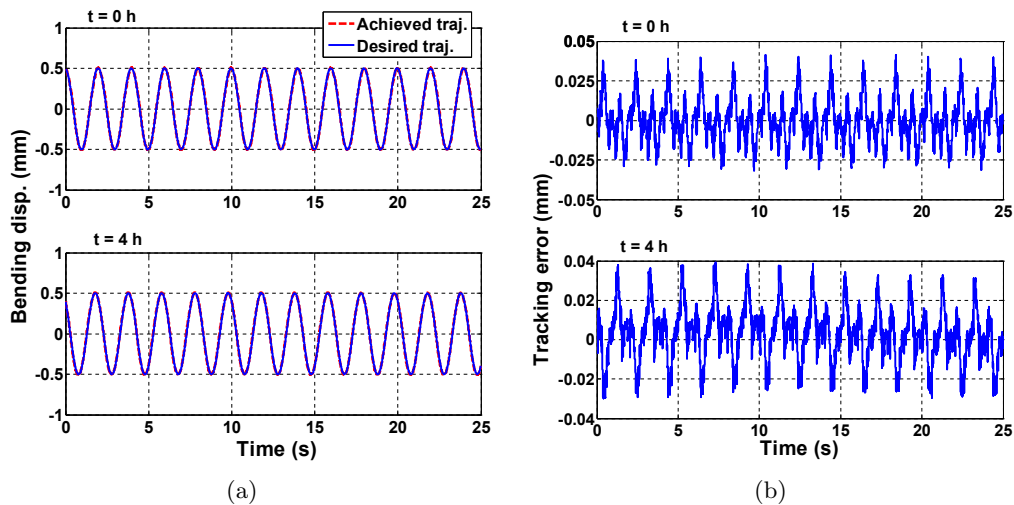 t = 0 h
Achieved traj.
Desired traj.
1
0.5
0
-0.5
-1
0 5 10 15 20 25
t = 4 h
1
0.5
0
-0.5
-1
0 5 10 15 20 25
Bending disp. (mm)
Time (s)
(a)
t = 0 h
0.05
0.025
0
-0.025
-0.05
0 5 10 15 20 25
t = 4 h
0.04
0.02
0
-0.02
-0.04
0 5 10 15 20 25
Tracking error (mm)
Time (s)
(b)